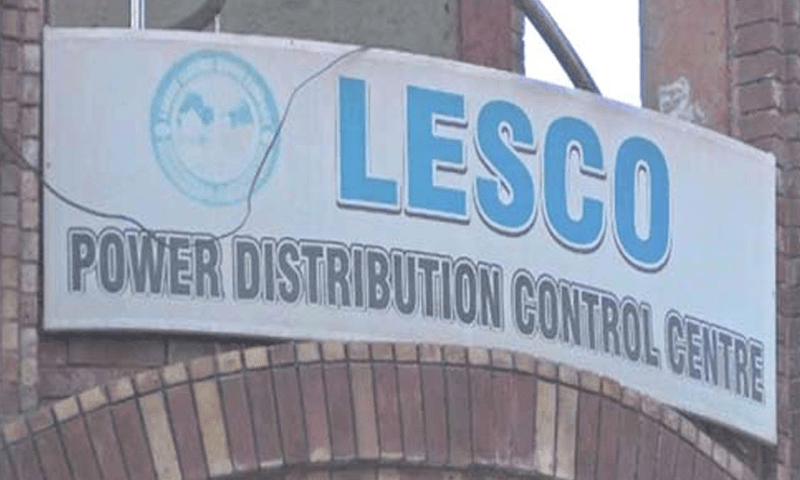 LESCO
POWER DISTRIBUTION CONTROL CENTRE